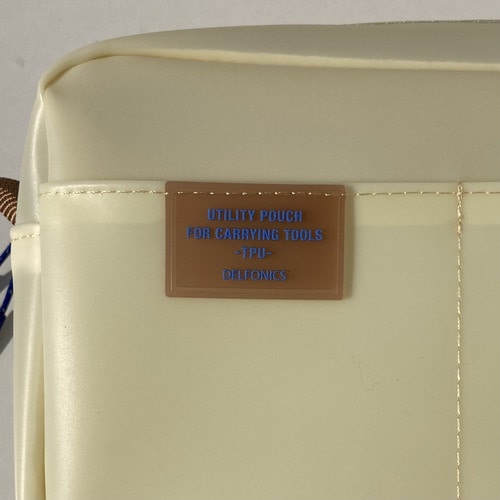 UTILITY POUCH
FOR CARRYING TOOLS
-TPU-
DELFONICS